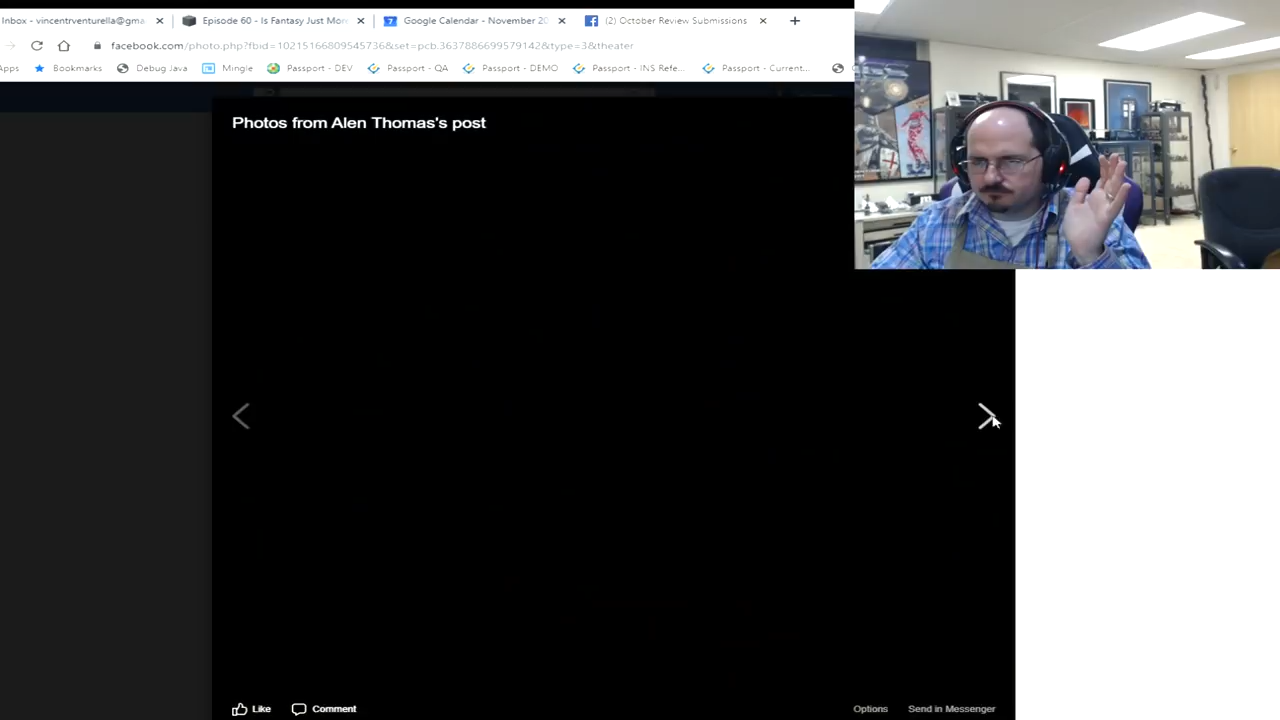 Inbox - vincentrventurella@gma
Episode 60 - Is Fantasy Just More
Google Calendar - November 20
(2) October Review Submissions
facebook.com/photo.php?fbid=10215166809545736&set=pcb.3637886699579142&type=3&theater
Apps
Bookmarks
Debug Java
Mingle
Passport - DEV
Passport - QA
Passport - DEMO
Passport - INS Refe...
Passport - Current...
Photos from Alen Thomas's post
Like
Comment
Options
Send in Messenger